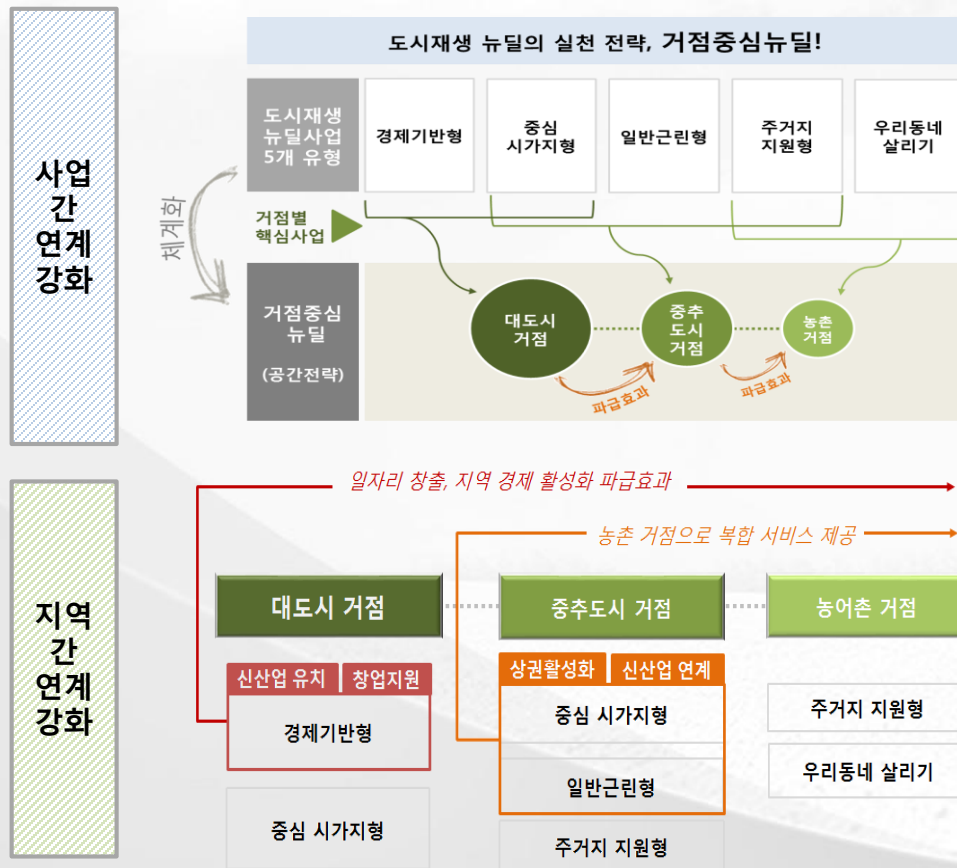 도시재생 뉴딜의 실천 전략, 거점중심뉴딜!
사업
간
연계
강화
체계화
도시재생
뉴딜사업
5개 유형
경제기반형
중심
시가지형
일반근린형
주거지
지원형
우리동네
살리기
거점별
핵심사업
거점중심
뉴딜
(공간전략)
대도시
거점
중추
도시
거점
농촌
거점
파급효과
파급효과
지역
간
연계
강화
일자리 창출, 지역 경제 활성화 파급효과
농촌 거점으로 복합 서비스 제공
대도시 거점
중추도시 거점
농어촌 거점
신산업 유치
창업지원
경제기반형
중심 시가지형
상권활성화
신산업 연계
중심 시가지형
일반근린형
주거지 지원형
주거지 지원형
우리동네 살리기